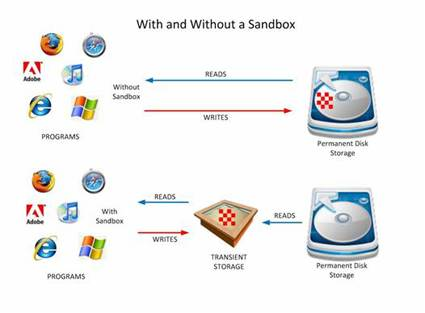 With and Without a Sandbox
READS
Without
Sandbox
Adobe
WRITES
PROGRAMS
Permanent Disk
Storage
READS
With
Sandbox
Adobe
READS
WRITES
TRANSIENT
STORAGE
PROGRAMS
Permanent Disk
Storage